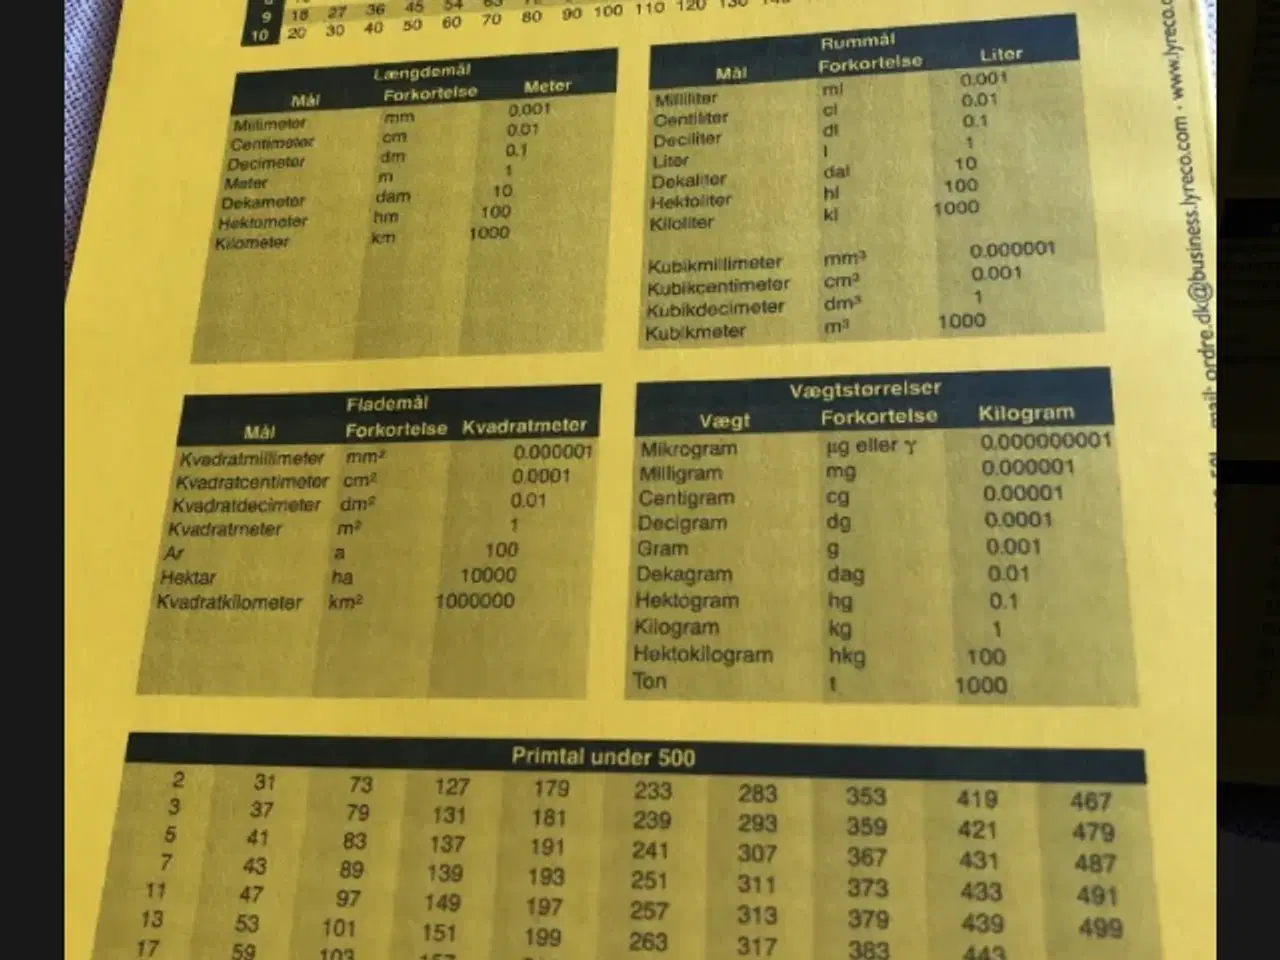 9 18 27 36 45 54 63
10 20 30 40 50 60 70 80 90 100 110 120 130
Længdemål
Mål Forkortelse Meter
Millimeter mm 0.001
Centimeter cm 0.01
Decimeter dm 0.1
Meter m 1
Dekameter dam 10
Hektometer hm 100
Kilometer km 1000
Rummål
Mål Forkortelse Liter
Milliliter ml 0.001
Centiliter cl 0.01
Deciliter dl 0.1
Liter l 1
Dekaliter dal 10
Hektoliter hl 100
Kiloliter kl 1000
Kubikmillimeter mm³ 0.000001
Kubikcentimeter cm³ 0.001
Kubikdecimeter dm³ 1
Kubikmeter m³ 1000
Flademål
Mål Forkortelse Kvadratmeter
Kvadratmillimeter mm² 0.000001
Kvadratcentimeter cm² 0.0001
Kvadratdecimeter dm² 0.01
Kvadratmeter m² 1
Ar a 100
Hektar ha 10000
Kvadratkilometer km² 1000000
Vægtstørrelser
Vægt Forkortelse Kilogram
Mikrogram µg eller γ 0.000000001
Milligram mg 0.000001
Centigram cg 0.00001
Decigram dg 0.0001
Gram g 0.001
Dekagram dag 0.01
Hektogram hg 0.1
Kilogram kg 1
Hektokilogram hkg 100
Ton t 1000
Primtal under 500
2 31 73 127 179 233 283 353 419 467
3 37 79 131 181 239 293 359 421 479
5 41 83 137 191 241 307 367 431 487
7 43 89 139 193 251 311 373 433 491
11 47 97 149 197 257 313 379 439 499
13 53 101 151 199 263 317 383 443
17 59 103 157
mail: ordre.dk@business.lyreco.com · www.lyreco.c